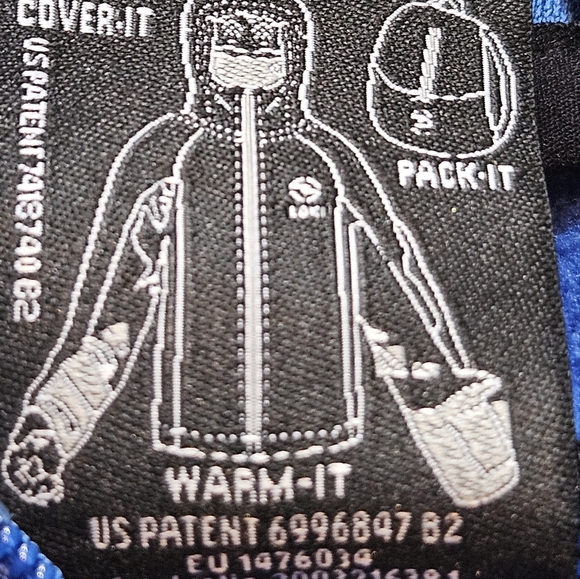 COVER·IT
US PATENT 7418740 B2
PACK·IT
LOKI
WARM·IT
US PATENT 6996847 B2
EU 1476034